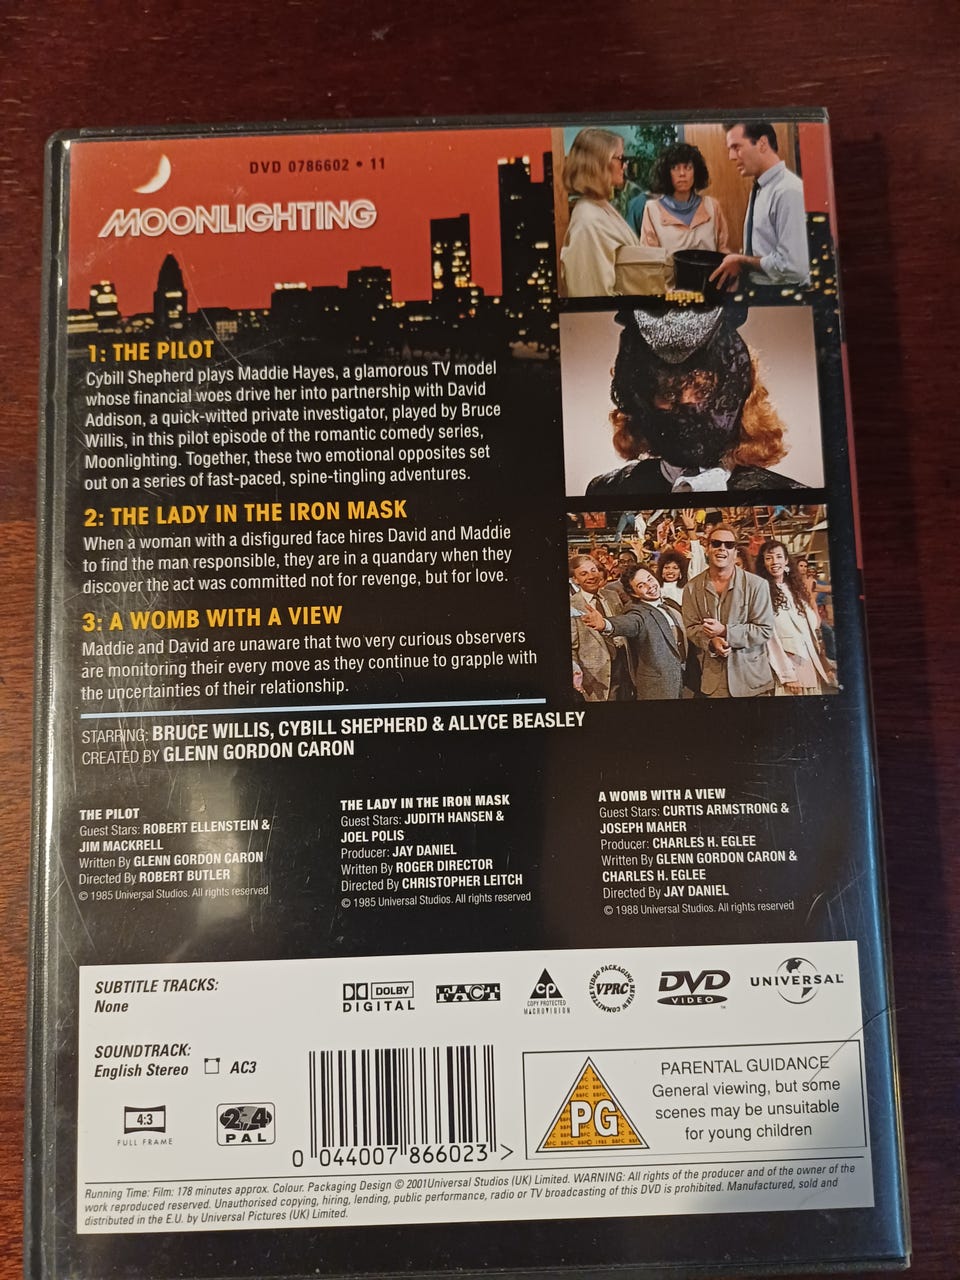 DVD 0786602 • 11
MOONLIGHTING
1: THE PILOT
Cybill Shepherd plays Maddie Hayes, a glamorous TV model
whose financial woes drive her into partnership with David
Addison, a quick-witted private investigator, played by Bruce
Willis, in this pilot episode of the romantic comedy series,
Moonlighting. Together, these two emotional opposites set
out on a series of fast-paced, spine-tingling adventures.
2: THE LADY IN THE IRON MASK
When a woman with a disfigured face hires David and Maddie
to find the man responsible, they are in a quandary when they
discover the act was committed not for revenge, but for love.
3: A WOMB WITH A VIEW
Maddie and David are unaware that two very curious observers
are monitoring their every move as they continue to grapple with
the uncertainties of their relationship.
STARRING: BRUCE WILLIS, CYBILL SHEPHERD & ALLYCE BEASLEY
CREATED BY GLENN GORDON CARON
THE PILOT
Guest Stars: ROBERT ELLENSTEIN &
JIM MACKRELL
Written By GLENN GORDON CARON
Directed By ROBERT BUTLER
© 1985 Universal Studios. All rights reserved
THE LADY IN THE IRON MASK
Guest Stars: JUDITH HANSEN &
JOEL POLIS
Producer: JAY DANIEL
Written By ROGER DIRECTOR
Directed By CHRISTOPHER LEITCH
© 1985 Universal Studios. All rights reserved
A WOMB WITH A VIEW
Guest Stars: CURTIS ARMSTRONG &
JOSEPH MAHER
Producer: CHARLES H. EGLEE
Written By GLENN GORDON CARON &
CHARLES H. EGLEE
Directed By JAY DANIEL
© 1988 Universal Studios. All rights reserved
SUBTITLE TRACKS:
None
DOLBY
DIGITAL
FACT
CP
COPY PROTECTED
MACROVISION
VIDEO PACKAGING REVIEW COMMITTEE
VPRC
DVD
VIDEO
UNIVERSAL
SOUNDTRACK:
English Stereo AC3
4:3
FULL FRAME
2 4
PAL
0 044007 866023 >
PG
PARENTAL GUIDANCE
General viewing, but some
scenes may be unsuitable
for young children
Running Time: Film: 178 minutes approx. Colour. Packaging Design © 2001Universal Studios (UK) Limited. WARNING: All rights of the producer and of the owner of the
work reproduced reserved. Unauthorised copying, hiring, lending, public performance, radio or TV broadcasting of this DVD is prohibited. Manufactured, sold and
distributed in the E.U. by Universal Pictures (UK) Limited.